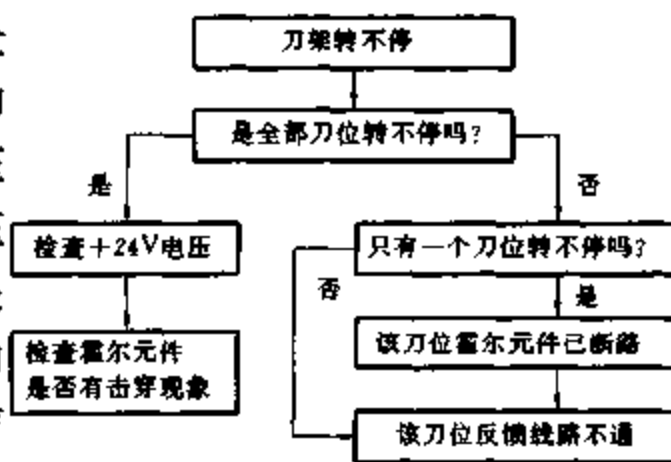 刀架转不停
是全部刀位转不停吗?
是
否
检查+24V电压
只有一个刀位转不停吗?
否
是
检查霍尔元件
是否有击穿现象
该刀位霍尔元件已断路
该刀位反馈线路不通